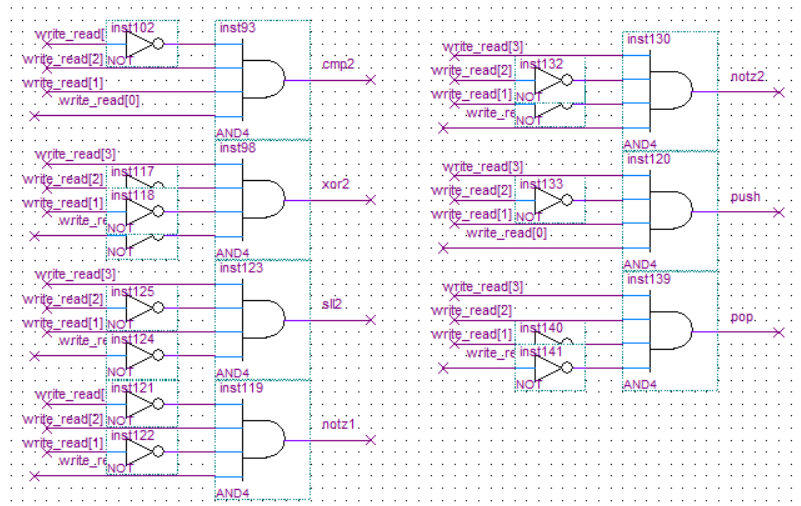 inst102
inst93
write_read[
write_read[2]
NOT
.cmp2.
write_read[1]
.write_read[0].
AND4
inst98
write_read[3]
inst117
write_read[2]
.xor2
inst118
write_read[1]
.write_re
NOT
AND4
inst123
write_read[3]
inst125
write_read[2]
.sll2.
write_read[1]
NOT
inst124
.write_re
NOT
AND4
inst121
inst119
write_read[
write_read[2]
NOT
.notz1.
inst122
write_read[1]
.write_re
NOT
AND4
inst130
write_read[3]
inst132
write_read[2]
.notz2.
write_read[1]
NOT
.write_re
NOT
AND4
inst120
write_read[3]
inst133
write_read[2]
.push.
write_read[1]
NOT
.write_read[0]
AND4
inst139
write_read[3]
write_read[2]
.pop.
inst140
write_read[1]
.write_re
inst141
NOT
AND4